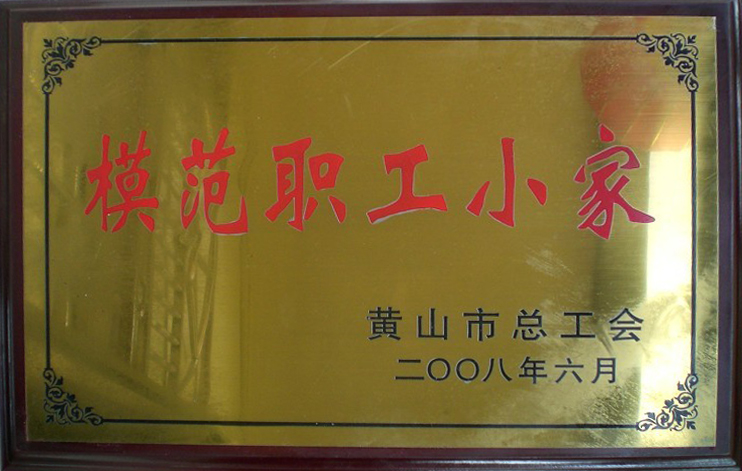 模范职工小家
黄山市总工会
二〇〇八年六月